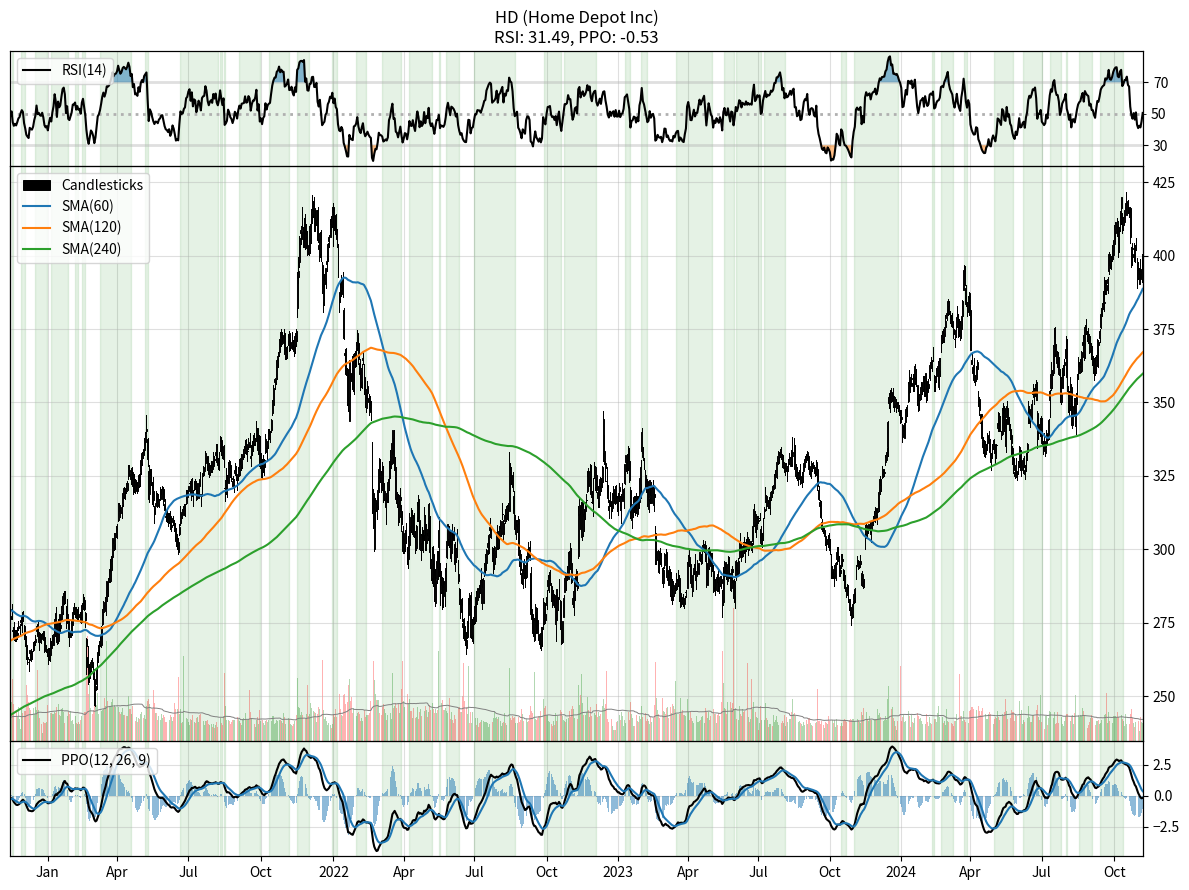 HD (Home Depot Inc)
RSI: 31.49, PPO: -0.53
RSI(14)
70
50
30
Candlesticks
SMA(60)
SMA(120)
SMA(240)
425
400
375
350
325
300
275
250
PPO(12, 26, 9)
2.5
0.0
−2.5
Jan Apr Jul Oct 2022 Apr Jul Oct 2023 Apr Jul Oct 2024 Apr Jul Oct